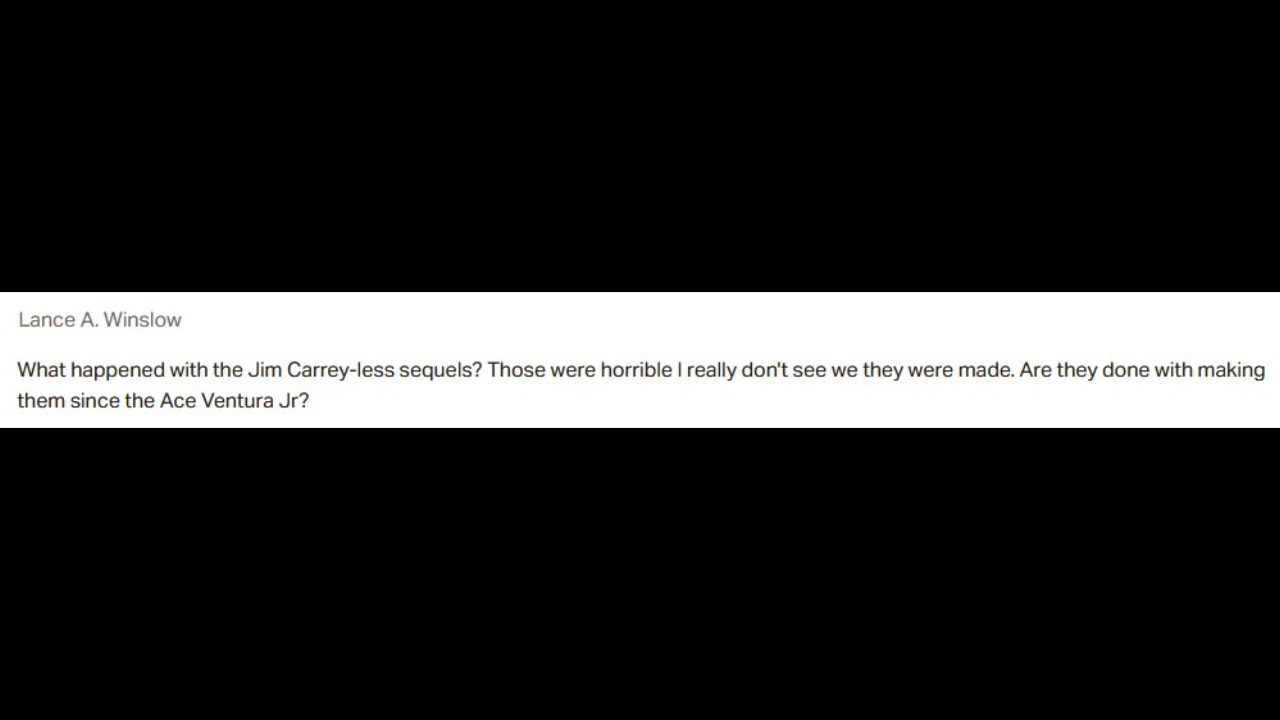 Lance A. Winslow
What happened with the Jim Carrey-less sequels? Those were horrible I really don't see we they were made. Are they done with making
them since the Ace Ventura Jr?